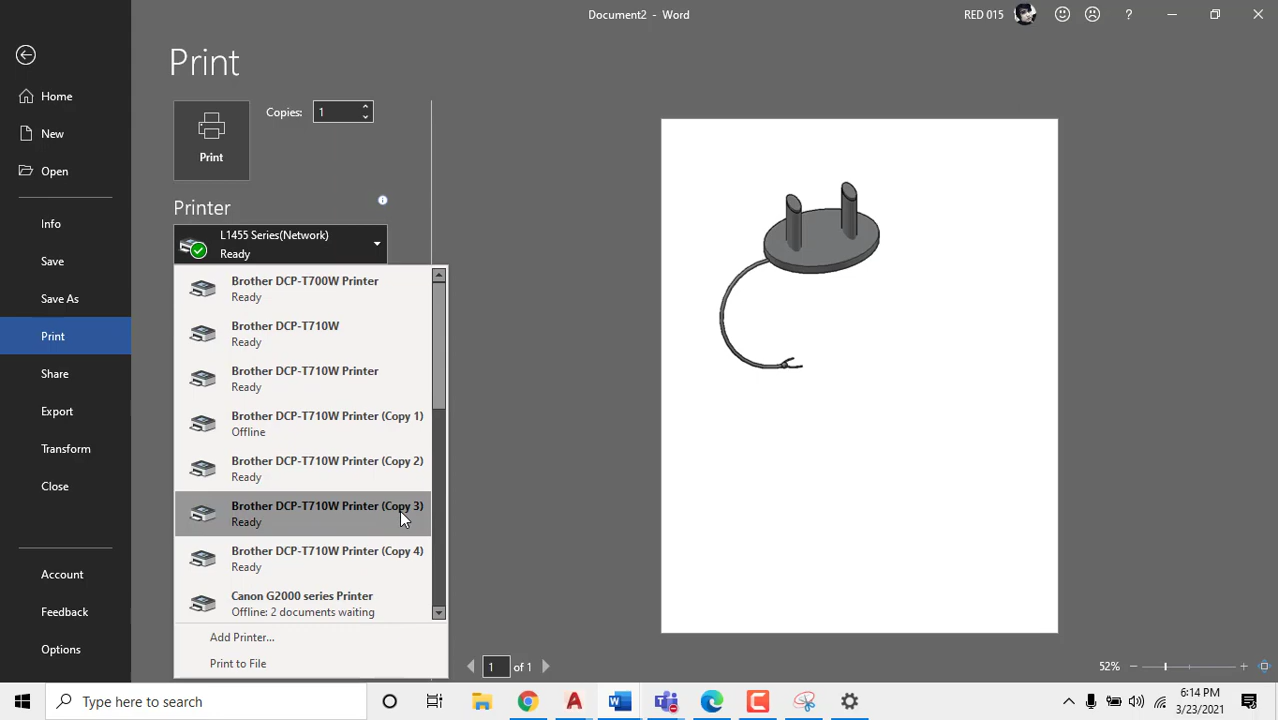 Document2 - Word
RED 015
?
Print
Home
New
Open
Info
Save
Save As
Print
Share
Export
Transform
Close
Account
Feedback
Options
Print
Copies: 1
Printer
L1455 Series(Network)
Ready
Brother DCP-T700W Printer
Ready
Brother DCP-T710W
Ready
Brother DCP-T710W Printer
Ready
Brother DCP-T710W Printer (Copy 1)
Offline
Brother DCP-T710W Printer (Copy 2)
Ready
Brother DCP-T710W Printer (Copy 3)
Ready
Brother DCP-T710W Printer (Copy 4)
Ready
Canon G2000 series Printer
Offline: 2 documents waiting
Add Printer...
Print to File
1 of 1
52%
Type here to search
6:14 PM
3/23/2021